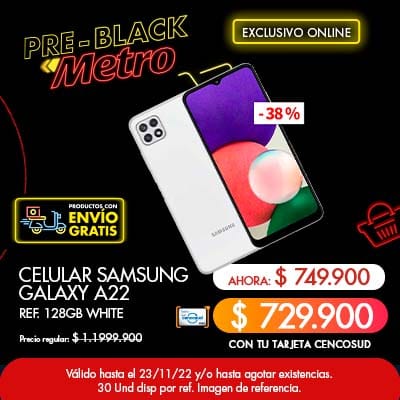 PRE-BLACK
Metro
EXCLUSIVO ONLINE
-38%
PRODUCTOS CON
ENVÍO
GRATIS
SAMSUNG
CELULAR SAMSUNG
GALAXY A22
REF. 128GB WHITE
Precio regular: $ 1.1999.900
AHORA: $ 749.900
$ 729.900
CON TU TARJETA CENCOSUD
Válido hasta el 23/11/22 y/o hasta agotar existencias.
30 Und disp por ref. Imagen de referencia.